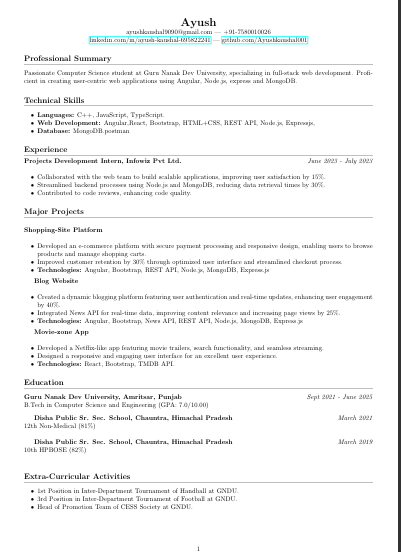 Ayush
ayushkaushal9090@gmail.com — +91-7580010026
linkedin.com/in/ayush-kaushal-695822241 — github.com/Ayushkaushal001
Professional Summary
Passionate Computer Science student at Guru Nanak Dev University, specializing in full-stack web development. Profi-
cient in creating user-centric web applications using Angular, Node.js, express and MongoDB.
Technical Skills
• Languages: C++, JavaScript, TypeScript.
• Web Development: Angular,React, Bootstrap, HTML+CSS, REST API, Node.js, Expressjs.
• Database: MongoDB.postman
Experience
Projects Development Intern, Infowiz Pvt Ltd. June 2023 - July 2023
• Collaborated with the web team to build scalable applications, improving user satisfaction by 15%.
• Streamlined backend processes using Node.js and MongoDB, reducing data retrieval times by 30%.
• Contributed to code reviews, enhancing code quality.
Major Projects
Shopping-Site Platform
• Developed an e-commerce platform with secure payment processing and responsive design, enabling users to browse
products and manage shopping carts.
• Improved customer retention by 30% through optimized user interface and streamlined checkout process.
• Technologies: Angular, Bootstrap, REST API, Node.js, MongoDB, Express.js
Blog Website
• Created a dynamic blogging platform featuring user authentication and real-time updates, enhancing user engagement
by 40%.
• Integrated News API for real-time data, improving content relevance and increasing page views by 25%.
• Technologies: Angular, Bootstrap, News API, REST API, Node.js, MongoDB, Express.js
Movie-zone App
• Developed a Netflix-like app featuring movie trailers, search functionality, and seamless streaming.
• Designed a responsive and engaging user interface for an excellent user experience.
• Technologies: React, Bootstrap, TMDB API.
Education
Guru Nanak Dev University, Amritsar, Punjab Sept 2021 - June 2025
B.Tech in Computer Science and Engineering (GPA: 7.0/10.00)
Disha Public Sr. Sec. School, Chauntra, Himachal Pradesh March 2021
12th Non-Medical (81%)
Disha Public Sr. Sec. School, Chauntra, Himachal Pradesh March 2019
10th HPBOSE (82%)
Extra-Curricular Activities
• 1st Position in Inter-Department Tournament of Handball at GNDU.
• 3rd Position in Inter-Department Tournament of Football at GNDU.
• Head of Promotion Team of CESS Society at GNDU.
1